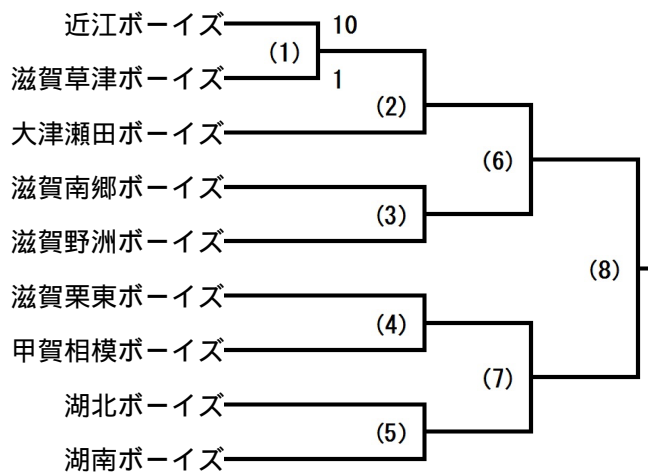 近江ボーイズ 10
(1)
滋賀草津ボーイズ 1
(2)
大津瀬田ボーイズ
(6)
滋賀南郷ボーイズ
(3)
滋賀野洲ボーイズ
(8)
滋賀栗東ボーイズ
(4)
甲賀相模ボーイズ
(7)
湖北ボーイズ
(5)
湖南ボーイズ